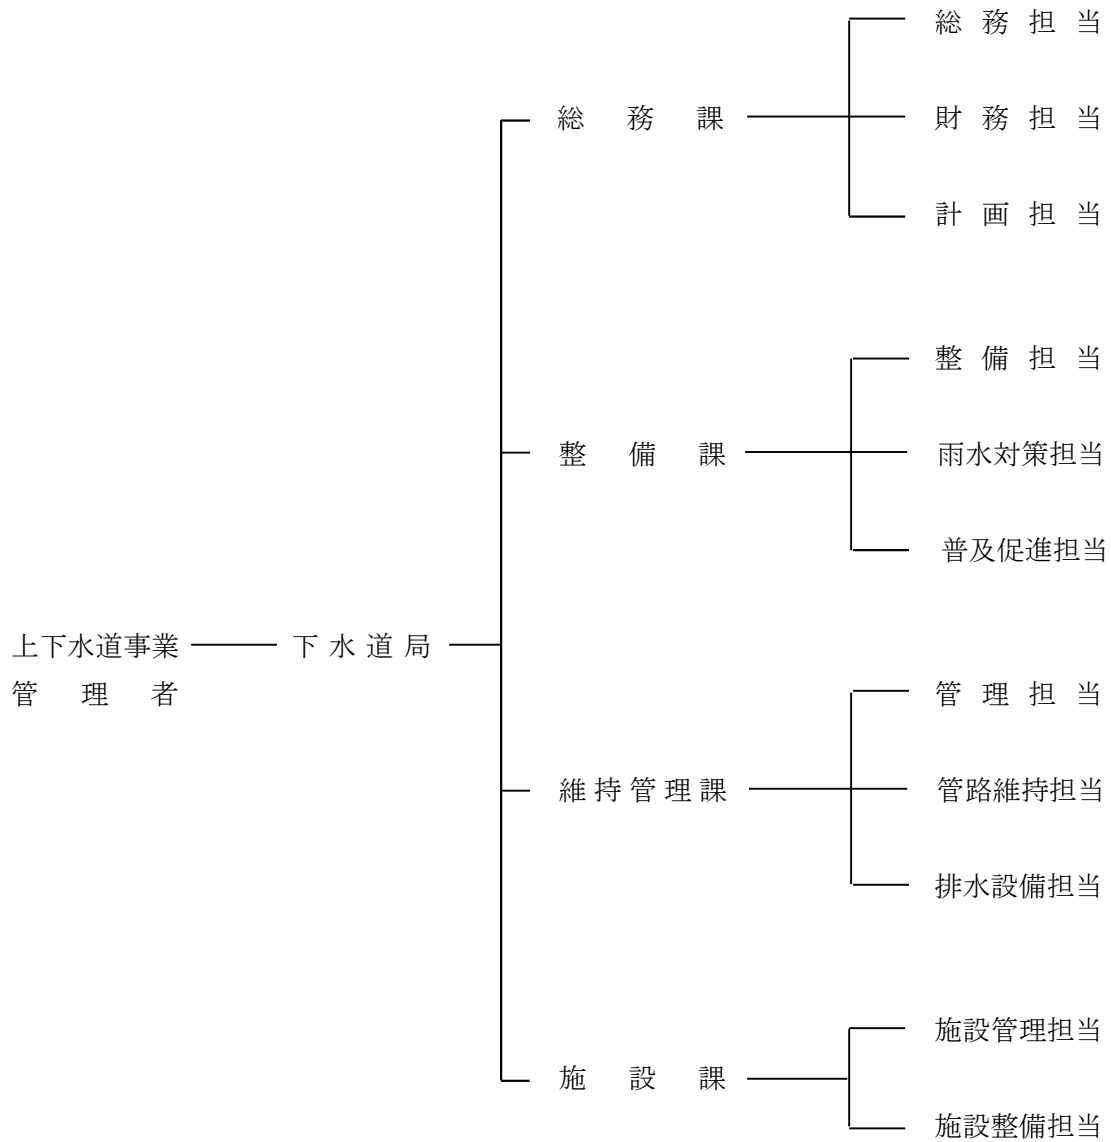 総務担当
総務課
財務担当
計画担当
整備担当
整備課
雨水対策担当
普及促進担当
上下水道事業
管理者
下水道局
管理担当
維持管理課
管路維持担当
排水設備担当
施設管理担当
施設課
施設整備担当